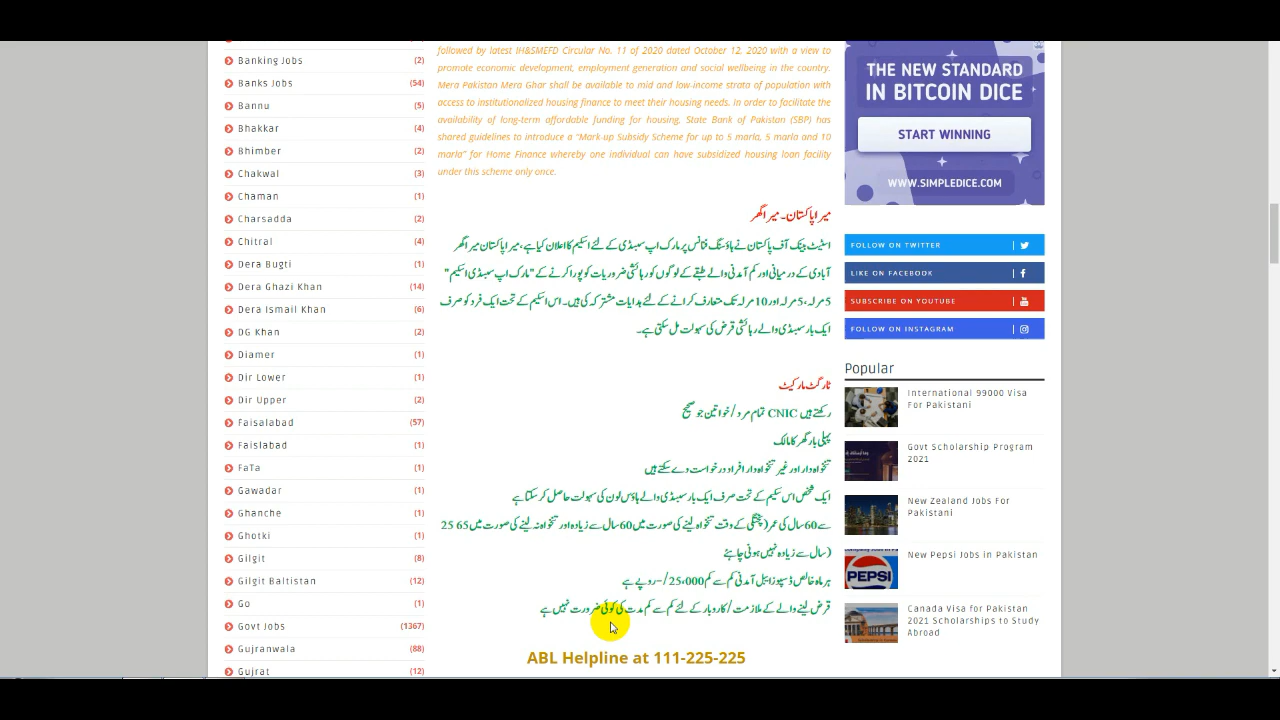 Banking Jobs (2)
Banks Jobs (54)
Bannu (5)
Bhakkar (4)
Bhimber (2)
Chakwal (3)
Chaman (1)
Charsadda (2)
Chitral (4)
Dera Bugti (1)
Dera Ghazi Khan (14)
Dera Ismail Khan (6)
DG Khan (2)
Diamer (1)
Dir Lower (1)
Dir Upper (2)
Faisalabad (57)
Faislabad (1)
FaTa (1)
Gawadar (1)
Ghanche (1)
Ghotki (1)
Gilgit (8)
Gilgit Baltistan (12)
Go (1)
Govt Jobs (1367)
Gujranwala (88)
Gujrat (12)
followed by latest IH&SMEFD Circular No. 11 of 2020 dated October 12, 2020 with a view to
promote economic development, employment generation and social wellbeing in the country.
Mera Pakistan Mera Ghar shall be available to mid and low-income strata of population with
access to institutionalized housing finance to meet their housing needs. In order to facilitate the
availability of long-term affordable funding for housing, State Bank of Pakistan (SBP) has
shared guidelines to introduce a “Mark-up Subsidy Scheme for up to 5 marla, 5 marla and 10
marla” for Home Finance whereby one individual can have subsidized housing loan facility
under this scheme only once.
میرا پاکستان۔ میرا گھر
اسٹیٹ بینک آف پاکستان نے ہاؤسنگ فنانس پر مارک اپ سبسڈی کے لئے اسکیم کا اعلان کیا ہے، میرا پاکستان میرا گھر
آبادی کے درمیانی اور کم آمدنی والے طبقے کے لوگوں کو رہائشی ضروریات کو پورا کرنے کے "مارک اپ سبسڈی اسکیم"
5 مرلہ، 5 مرلہ اور 10 مرلہ تک متعارف کرانے کے لئے ہدایات مشترکہ کی ہیں۔ اس اسکیم کے تحت ایک فرد کو صرف
ایک بار سبسڈی والے رہائشی قرض کی سہولت مل سکتی ہے۔
ٹارگٹ مارکیٹ
رکھتے ہیں CNIC تمام مرد / خواتین جو صحیح
پہلی بار گھر کا مالک
تنخواہ دار اور غیر تنخواہ دار افراد درخواست دے سکتے ہیں
ایک شخص اس سکیم کے تحت صرف ایک بار سبسڈی والے ہاؤس لون کی سہولت حاصل کر سکتا ہے
سے 60 سال کی عمر (پختگی کے وقت تنخواہ لینے کی صورت میں 60 سال سے زیادہ اور تنخواہ نہ لینے کی صورت میں 65 25
(سال سے زیادہ نہیں ہونی چاہئے
ہر ماہ خالص ڈسپوزایبل آمدنی کم سے کم 25،000/- روپے ہے
قرض لینے والے کے ملازمت / کاروبار کے لئے کم سے کم مدت کی کوئی ضرورت نہیں ہے
ABL Helpline at 111-225-225
THE NEW STANDARD
IN BITCOIN DICE
START WINNING
WWW.SIMPLEDICE.COM
FOLLOW ON TWITTER
LIKE ON FACEBOOK
SUBSCRIBE ON YOUTUBE
FOLLOW ON INSTAGRAM
Popular
International 99000 Visa
For Pakistani
Govt Scholarship Program
2021
New Zealand Jobs For
Pakistani
New Pepsi Jobs in Pakistan
PEPSI
Canada Visa for Pakistan
2021 Scholarships to Study
Abroad